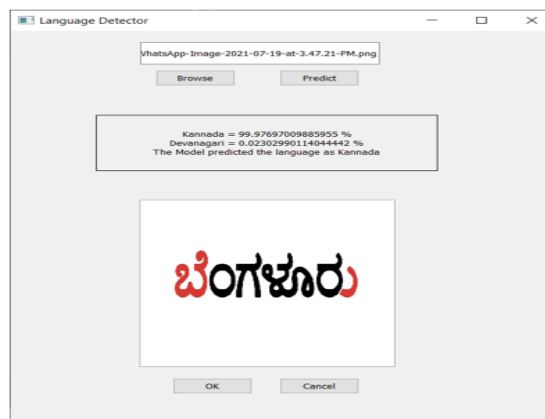 Language Detector
WhatsApp-Image-2021-07-19-at-3.47.21-PM.png
Browse Predict
Kannada = 99.97697009885955 %
Devanagari = 0.02302990114044442 %
The Model predicted the language as Kannada
ಬೆಂಗಳೂರು
OK Cancel